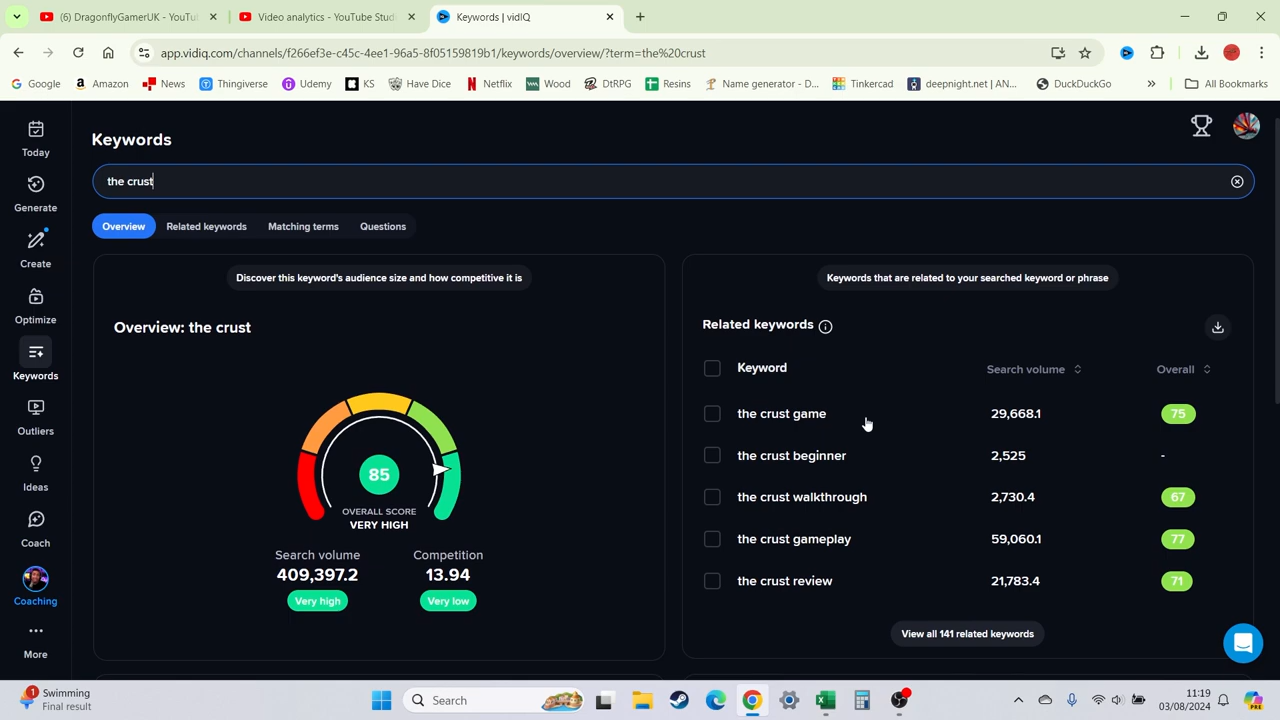 (6) DragonflyGamerUK - YouTu
Video analytics - YouTube Studi
Keywords | vidIQ
app.vidiq.com/channels/f266ef3e-c45c-4ee1-96a5-8f05159819b1/keywords/overview/?term=the%20crust
Google
Amazon
News
Udemy
Thingiverse
KS
Have Dice
Netflix
Wood
DtRPG
Resins
Name generator - D...
Tinkercad
deepnight.net | AN...
DuckDuckGo
All Bookmarks
Today
Generate
Create
Optimize
Keywords
Outliers
Ideas
Coach
Coaching
More
Keywords
the crust
Overview
Related keywords
Matching terms
Questions
Discover this keyword's audience size and how competitive it is
Overview: the crust
85
OVERALL SCORE
VERY HIGH
Search volume
409,397.2
Very high
Competition
13.94
Very low
Keywords that are related to your searched keyword or phrase
Related keywords
Keyword Search volume Overall
the crust game 29,668.1 75
the crust beginner 2,525 -
the crust walkthrough 2,730.4 67
the crust gameplay 59,060.1 77
the crust review 21,783.4 71
View all 141 related keywords
1
Swimming
Final result
Search
11:19
03/08/2024
PRE